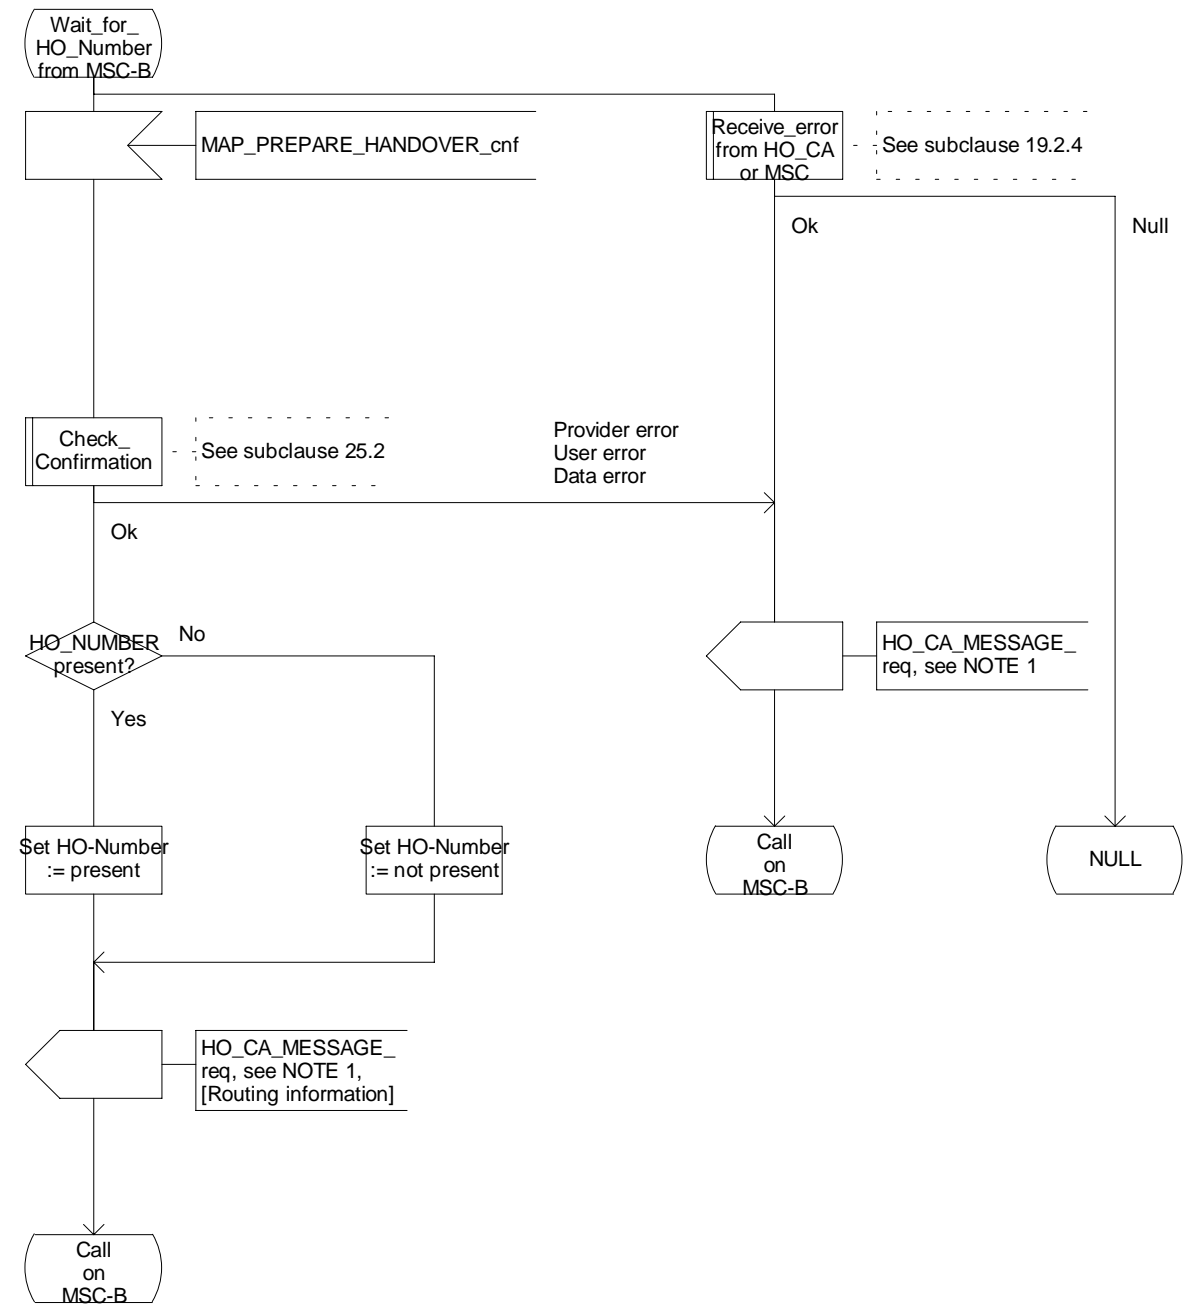 Wait_for_
HO_Number
from MSC-B
MAP_PREPARE_HANDOVER_cnf
Receive_error
from HO_CA
or MSC
See subclause 19.2.4
Ok
Null
Check_
Confirmation
See subclause 25.2
Provider error
User error
Data error
Ok
HO_NUMBER
present?
No
HO_CA_MESSAGE_
req, see NOTE 1
Yes
Set HO-Number
:= present
Set HO-Number
:= not present
Call
on
MSC-B
NULL
HO_CA_MESSAGE_
req, see NOTE 1,
[Routing information]
Call
on
MSC-B